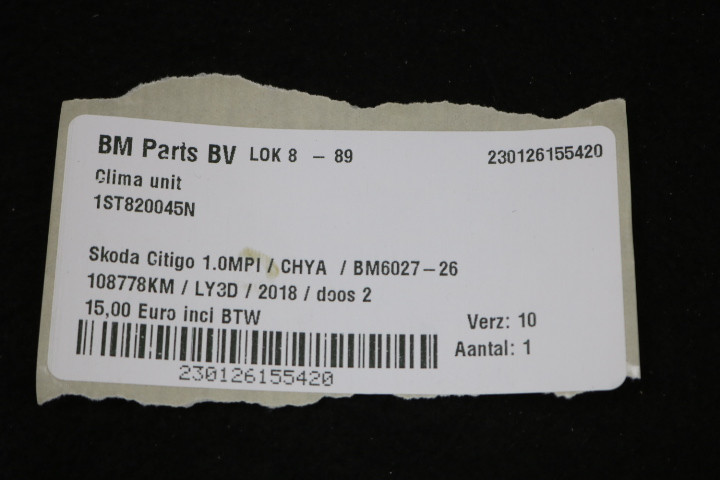 BM Parts BV LOK 8 - 89 230126155420
Clima unit
1ST820045N
Skoda Citigo 1.0MPI / CHYA / BM6027-26
108778KM / LY3D / 2018 / doos 2
15,00 Euro incl BTW
Verz: 10
Aantal: 1
230126155420